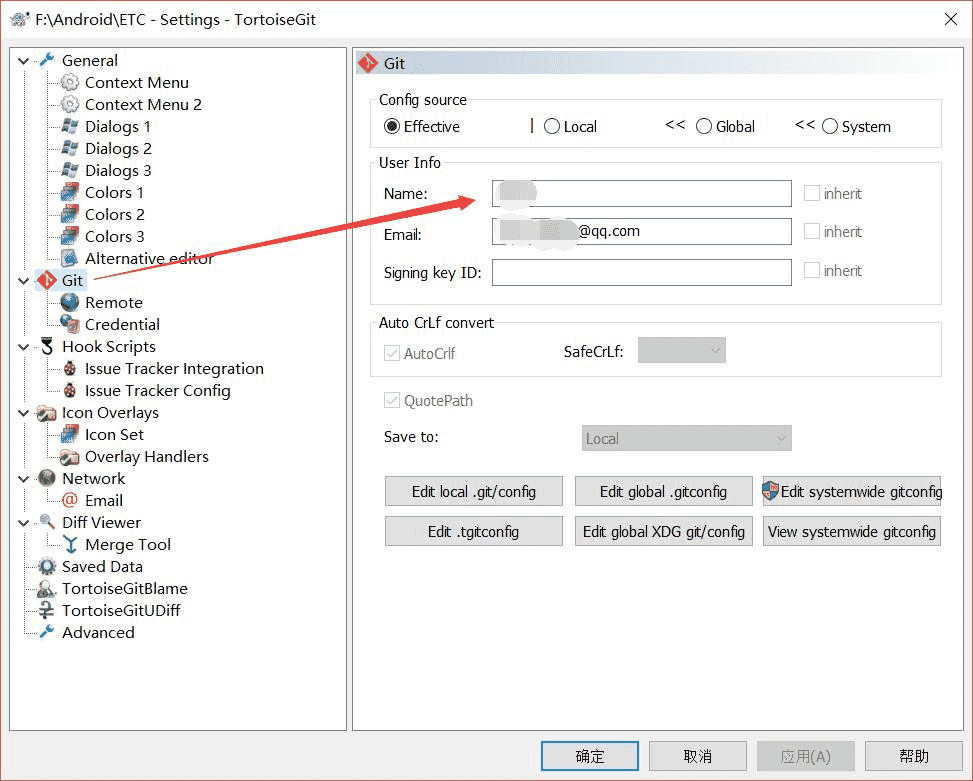 F:\Android\ETC - Settings - TortoiseGit
General
Context Menu
Context Menu 2
Dialogs 1
Dialogs 2
Dialogs 3
Colors 1
Colors 2
Colors 3
Alternative editor
Git
Remote
Credential
Hook Scripts
Issue Tracker Integration
Issue Tracker Config
Icon Overlays
Icon Set
Overlay Handlers
Network
Email
Diff Viewer
Merge Tool
Saved Data
TortoiseGitBlame
TortoiseGitUDiff
Advanced
Git
Config source
Effective | Local << Global << System
User Info
Name: inherit
Email: @qq.com inherit
Signing key ID: inherit
Auto CrLf convert
AutoCrlf SafeCrLf:
QuotePath
Save to: Local
Edit local .git/config Edit global .gitconfig Edit systemwide gitconfig
Edit .tgitconfig Edit global XDG git/config View systemwide gitconfig
确定 取消 应用(A) 帮助